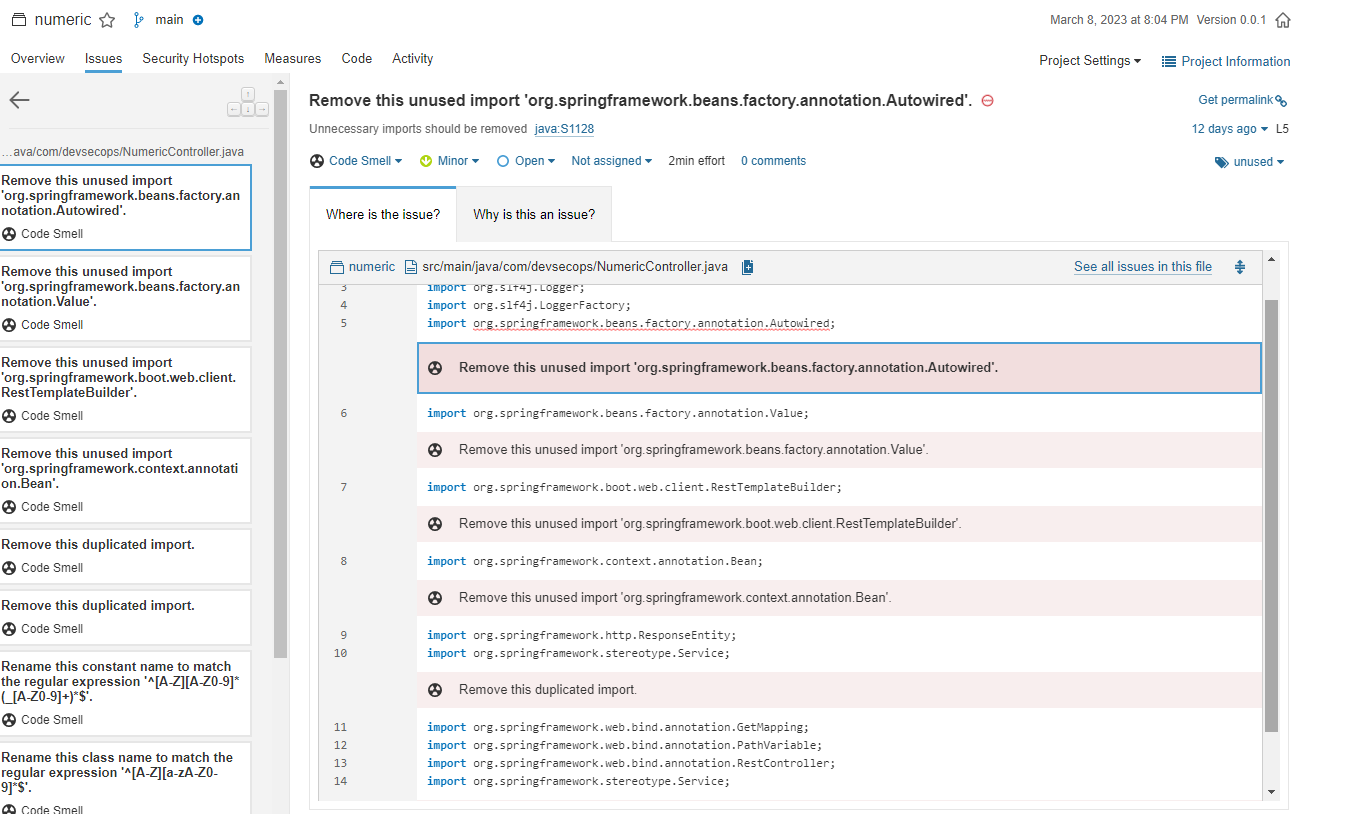 numeric main
March 8, 2023 at 8:04 PM Version 0.0.1
Overview Issues Security Hotspots Measures Code Activity
Project Settings Project Information
…ava/com/devsecops/NumericController.java
Remove this unused import
'org.springframework.beans.factory.an
notation.Autowired'.
Code Smell
Remove this unused import
'org.springframework.beans.factory.an
notation.Value'.
Code Smell
Remove this unused import
'org.springframework.boot.web.client.
RestTemplateBuilder'.
Code Smell
Remove this unused import
'org.springframework.context.annotati
on.Bean'.
Code Smell
Remove this duplicated import.
Code Smell
Remove this duplicated import.
Code Smell
Rename this constant name to match
the regular expression '^[A-Z][A-Z0-9]*
(_[A-Z0-9]+)*$'.
Code Smell
Rename this class name to match the
regular expression '^[A-Z][a-zA-Z0-
9]*$'.
Code Smell
Remove this unused import 'org.springframework.beans.factory.annotation.Autowired'.
Get permalink
Unnecessary imports should be removed java:S1128
12 days ago L5
Code Smell Minor Open Not assigned 2min effort 0 comments
unused
Where is the issue? Why is this an issue?
numeric src/main/java/com/devsecops/NumericController.java
See all issues in this file
3 import org.slf4j.Logger;
4 import org.slf4j.LoggerFactory;
5 import org.springframework.beans.factory.annotation.Autowired;
Remove this unused import 'org.springframework.beans.factory.annotation.Autowired'.
6 import org.springframework.beans.factory.annotation.Value;
Remove this unused import 'org.springframework.beans.factory.annotation.Value'.
7 import org.springframework.boot.web.client.RestTemplateBuilder;
Remove this unused import 'org.springframework.boot.web.client.RestTemplateBuilder'.
8 import org.springframework.context.annotation.Bean;
Remove this unused import 'org.springframework.context.annotation.Bean'.
9 import org.springframework.http.ResponseEntity;
10 import org.springframework.stereotype.Service;
Remove this duplicated import.
11 import org.springframework.web.bind.annotation.GetMapping;
12 import org.springframework.web.bind.annotation.PathVariable;
13 import org.springframework.web.bind.annotation.RestController;
14 import org.springframework.stereotype.Service;